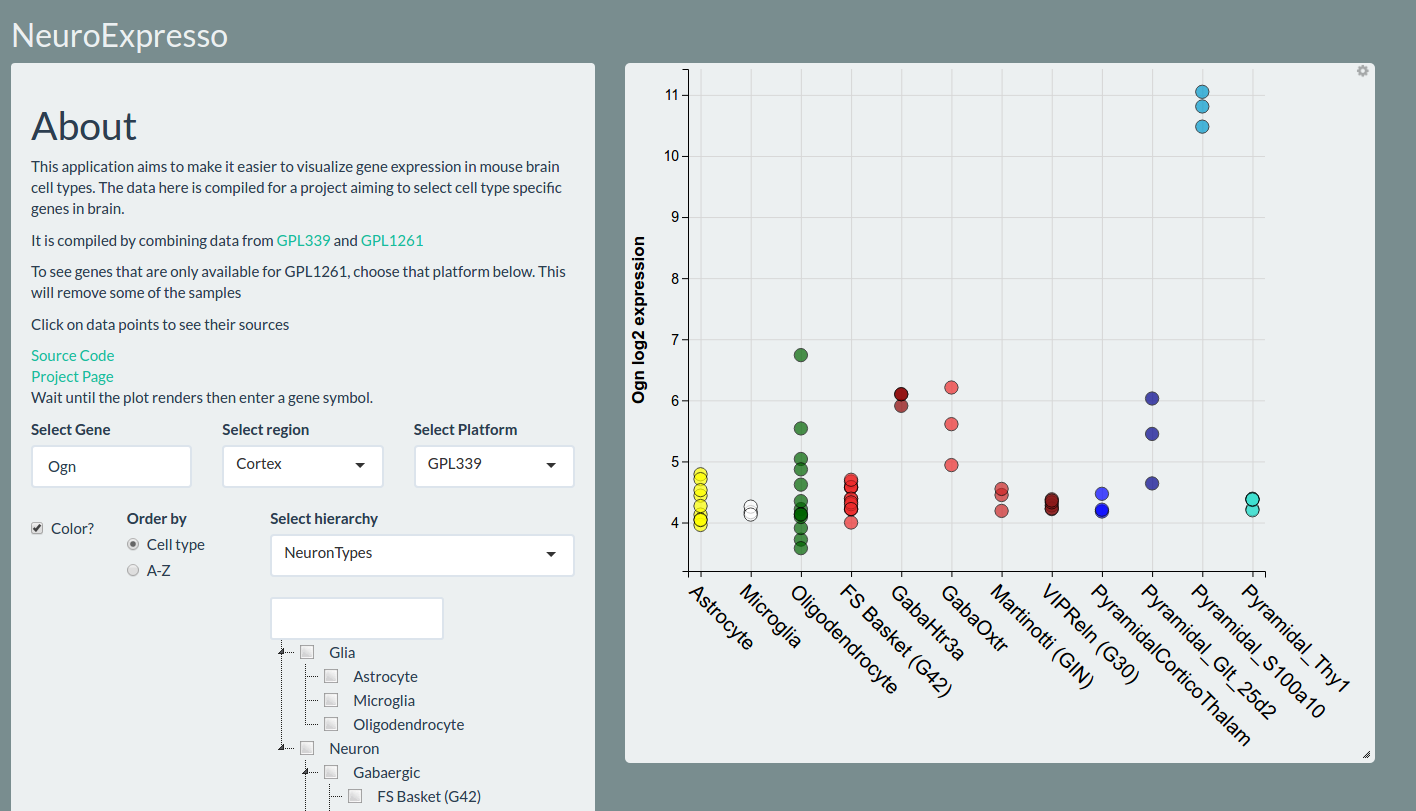 NeuroExpresso
About
This application aims to make it easier to visualize gene expression in mouse brain
cell types. The data here is compiled for a project aiming to select cell type specific
genes in brain.
It is compiled by combining data from GPL339 and GPL1261
To see genes that are only available for GPL1261, choose that platform below. This
will remove some of the samples
Click on data points to see their sources
Source Code
Project Page
Wait until the plot renders then enter a gene symbol.
Select Gene
Select region
Select Platform
Ogn
Cortex
GPL339
Color?
Order by
Cell type
A-Z
Select hierarchy
NeuronTypes
Glia
Astrocyte
Microglia
Oligodendrocyte
Neuron
Gabaergic
FS Basket (G42)
Ogn log2 expression
11
10
9
8
7
6
5
4
Astrocyte
Microglia
Oligodendrocyte
FS Basket (G42)
GabaHtr3a
GabaOxtr
Martinotti (GIN)
VIPReln (G30)
PyramidalCorticoThalam
Pyramidal_Glt_25d2
Pyramidal_S100a10
Pyramidal_Thy1